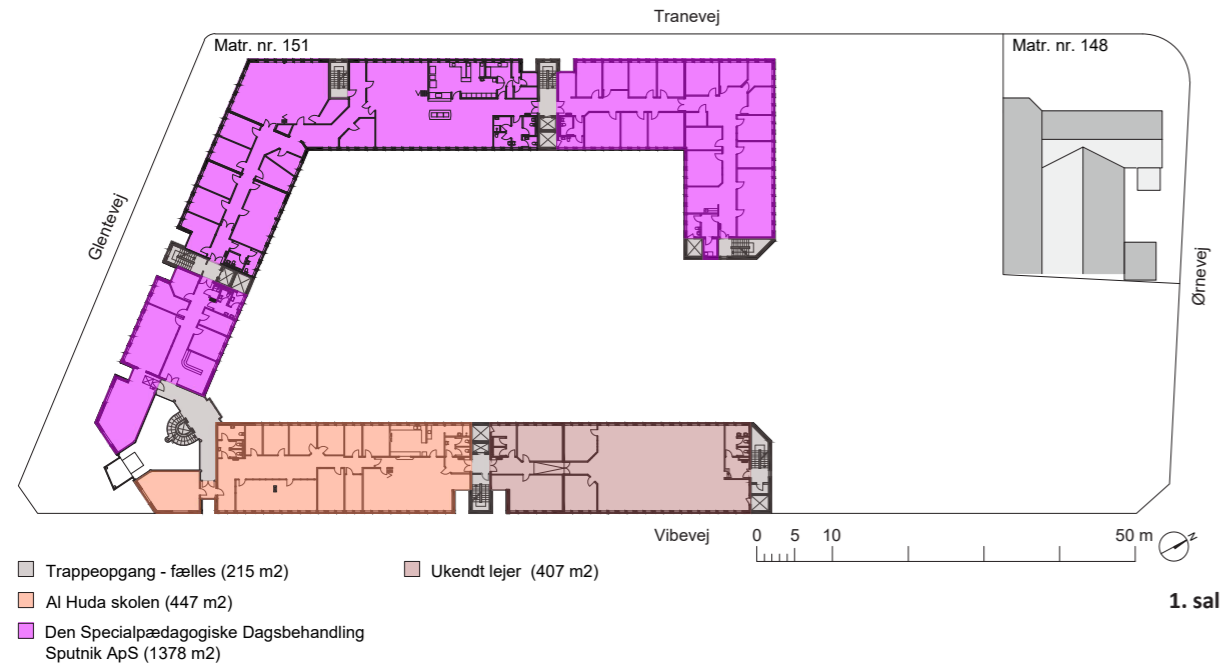 Tranevej
Matr. nr. 151
Matr. nr. 148
Glentevej
Ørnevej
Vibevej
0 5 10 50 m
N
Trappeopgang - fælles (215 m2)
Ukendt lejer (407 m2)
Al Huda skolen (447 m2)
1. sal
Den Specialpædagogiske Dagsbehandling
Sputnik ApS (1378 m2)